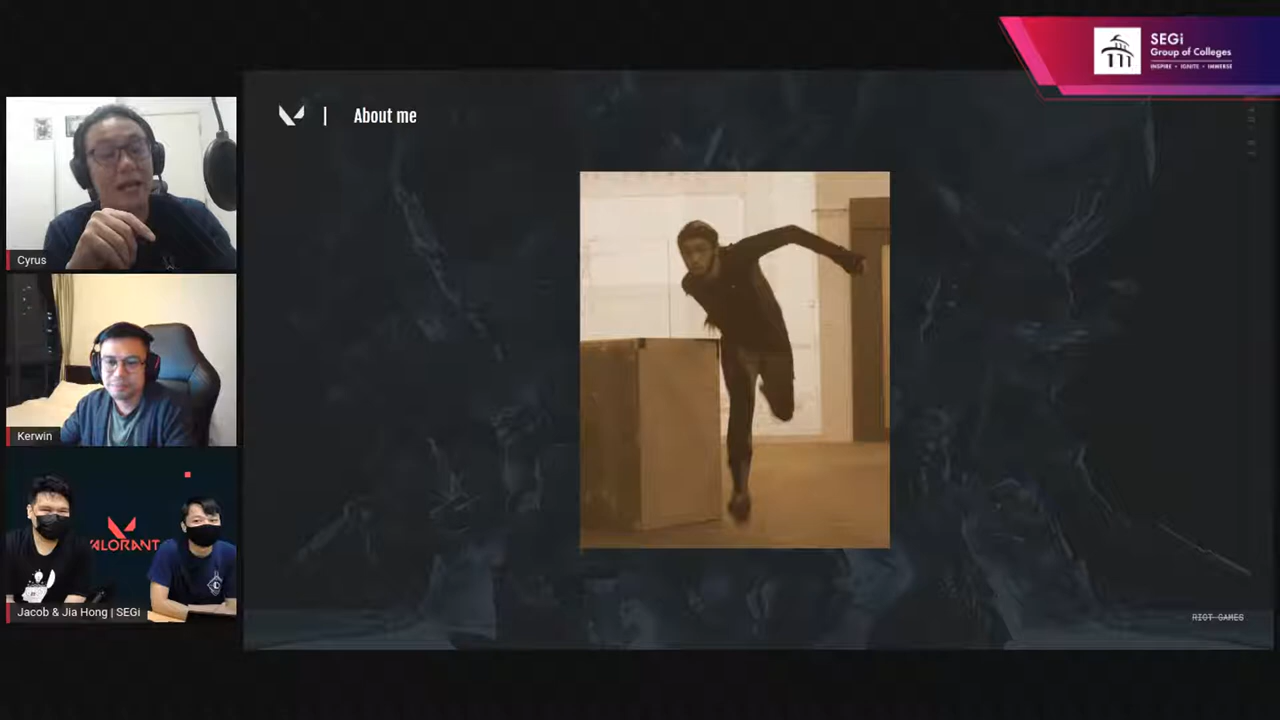 SEGi
Group of Colleges
INSPIRE • IGNITE • IMMERSE
| About me
Cyrus
Kerwin
VALORANT
Jacob & Jia Hong | SEGi
RIOT GAMES